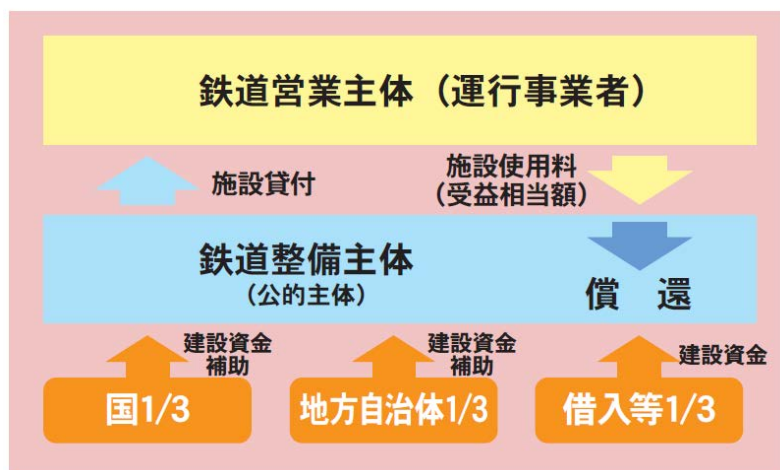 鉄道営業主体（運行事業者）
施設貸付
施設使用料
（受益相当額）
鉄道整備主体
（公的主体）
償　還
建設資金
補助
建設資金
補助
建設資金
国1/3
地方自治体1/3
借入等1/3